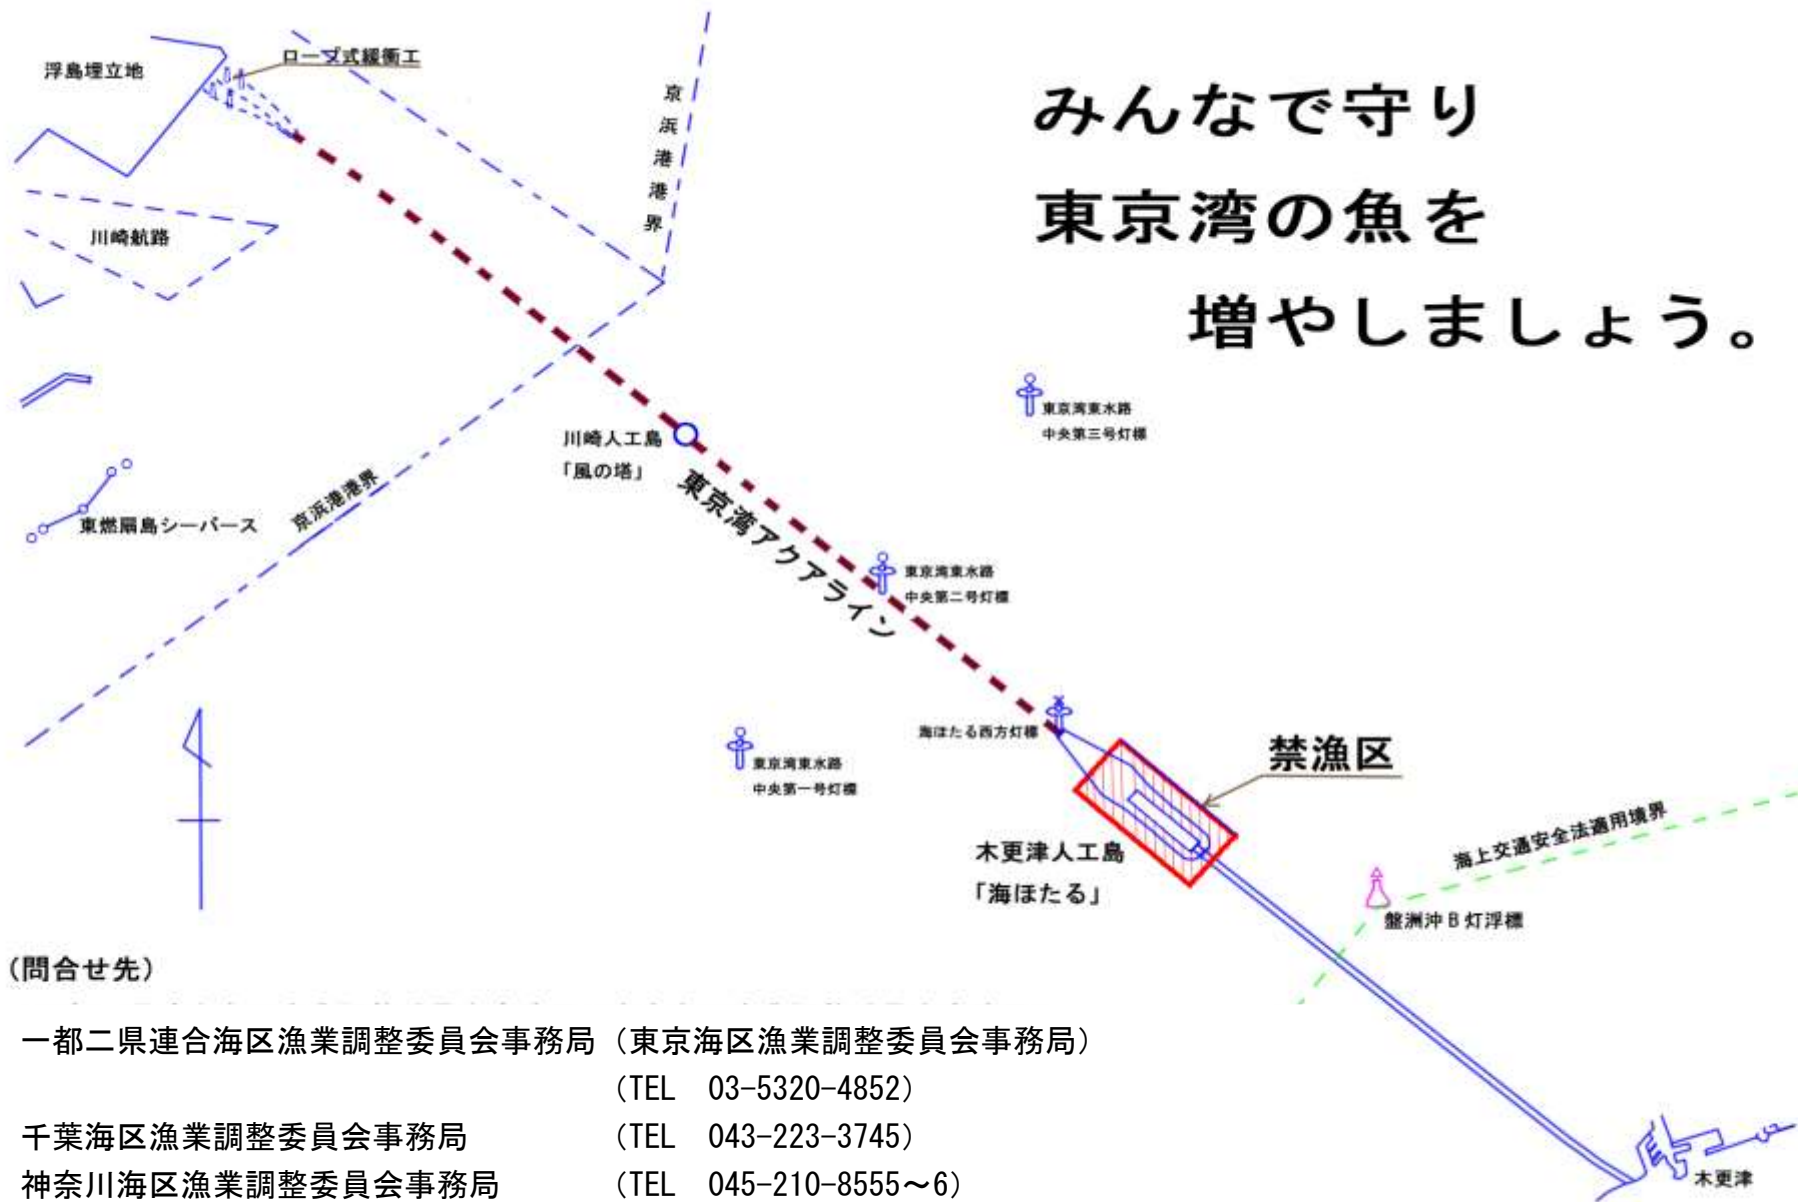 みんなで守り
東京湾の魚を
増やしましょう。
浮島埋立地
ロープ式緩衝工
京浜港港界
川崎航路
東京湾東水路
中央第三号灯標
川崎人工島
「風の塔」
東京湾アクアライン
京浜港港界
東燃扇島シーバース
東京湾東水路
中央第二号灯標
海ほたる西方灯標
東京湾東水路
中央第一号灯標
禁漁区
木更津人工島
「海ほたる」
海上交通安全法適用境界
盤洲沖B灯浮標
木更津
(問合せ先)
一都二県連合海区漁業調整委員会事務局 (東京海区漁業調整委員会事務局)
(TEL 03-5320-4852)
千葉海区漁業調整委員会事務局 (TEL 043-223-3745)
神奈川海区漁業調整委員会事務局 (TEL 045-210-8555～6)